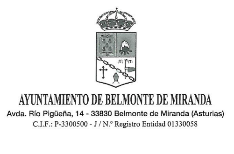 AYUNTAMIENTO DE BELMONTE DE MIRANDA
Avda. Río Pigüeña, 14 - 33830 Belmonte de Miranda (Asturias)
C.I.F.: P-3300500 - J / N.º Registro Entidad 01330058